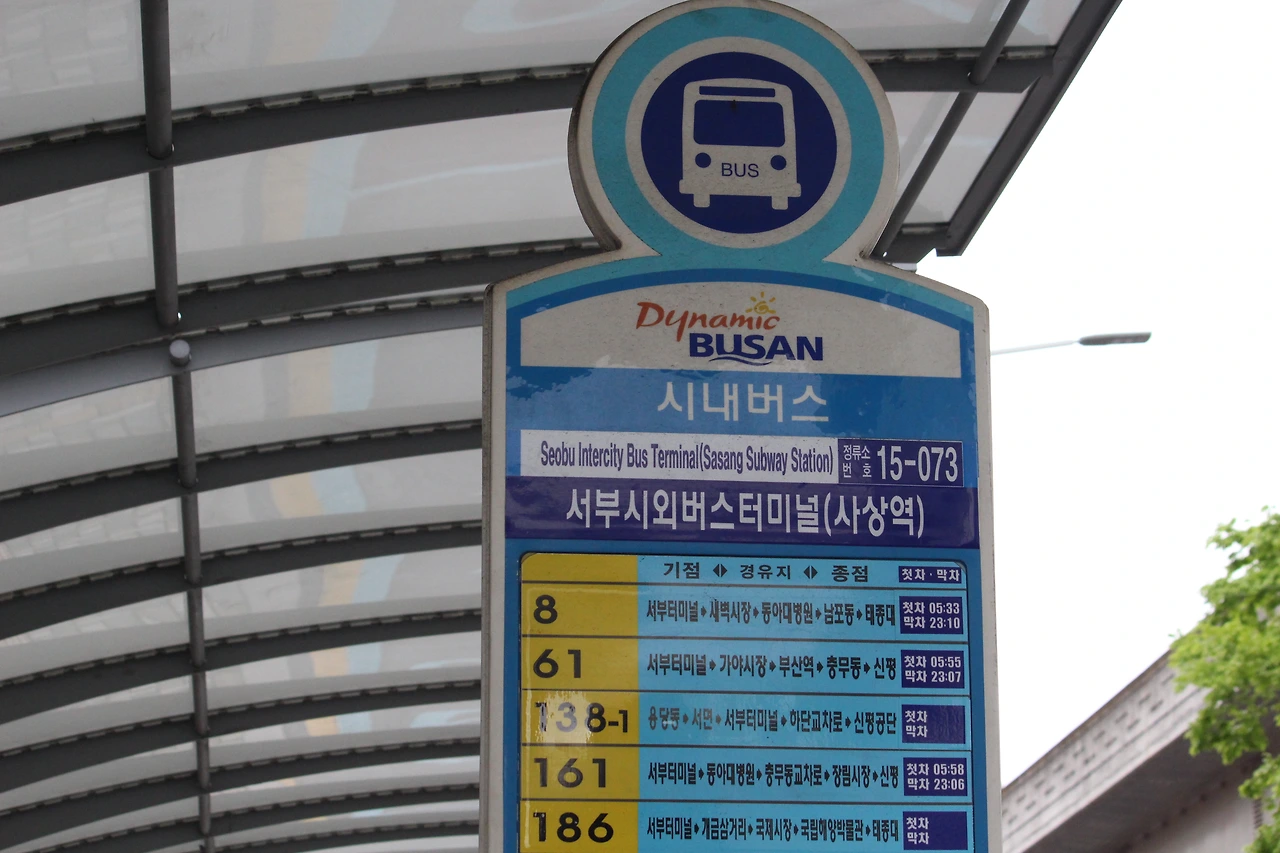 BUS
Dynamic
BUSAN
시내버스
Seobu Intercity Bus Terminal(Sasang Subway Station) 정류소 번호 15-073
서부시외버스터미널(사상역)
기점 ◂▸ 경유지 ◂▸ 종점 첫차·막차
8 서부터미널◆새벽시장◆동아대병원◆남포동◆태종대 첫차 05:33 막차 23:10
61 서부터미널◆가야시장◆부산역◆충무동◆신평 첫차 05:55 막차 23:07
138-1 용당동◆서면◆서부터미널◆하단교차로◆신평공단 첫차 막차
161 서부터미널◆동아대병원◆충무동교차로◆장림시장◆신평 첫차 05:58 막차 23:06
186 서부터미널◆개금삼거리◆국제시장◆국립해양박물관◆태종대 첫차 막차